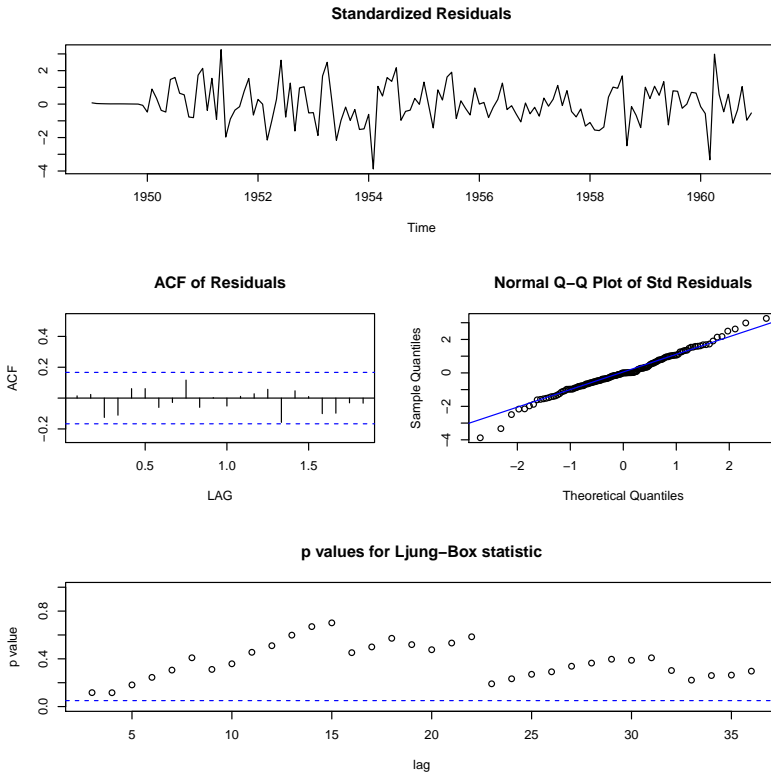 Standardized Residuals
2
0
−2
−4
1950 1952 1954 1956 1958 1960
Time
ACF of Residuals
ACF
0.4
0.2
−0.2
0.5 1.0 1.5
LAG
Normal Q−Q Plot of Std Residuals
Sample Quantiles
2
0
−2
−4
−2 −1 0 1 2
Theoretical Quantiles
p values for Ljung−Box statistic
p value
0.8
0.4
0.0
5 10 15 20 25 30 35
lag